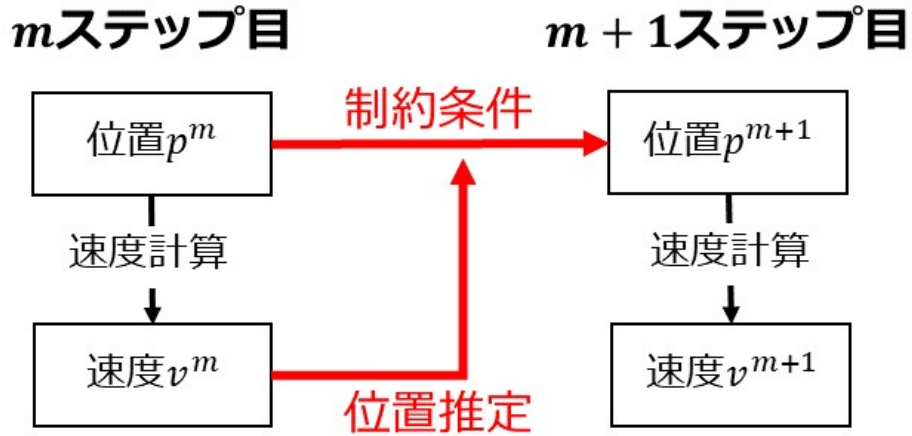 mステップ目
m + 1ステップ目
制約条件
位置p^m
位置p^{m+1}
速度計算
速度計算
速度v^m
速度v^{m+1}
位置推定